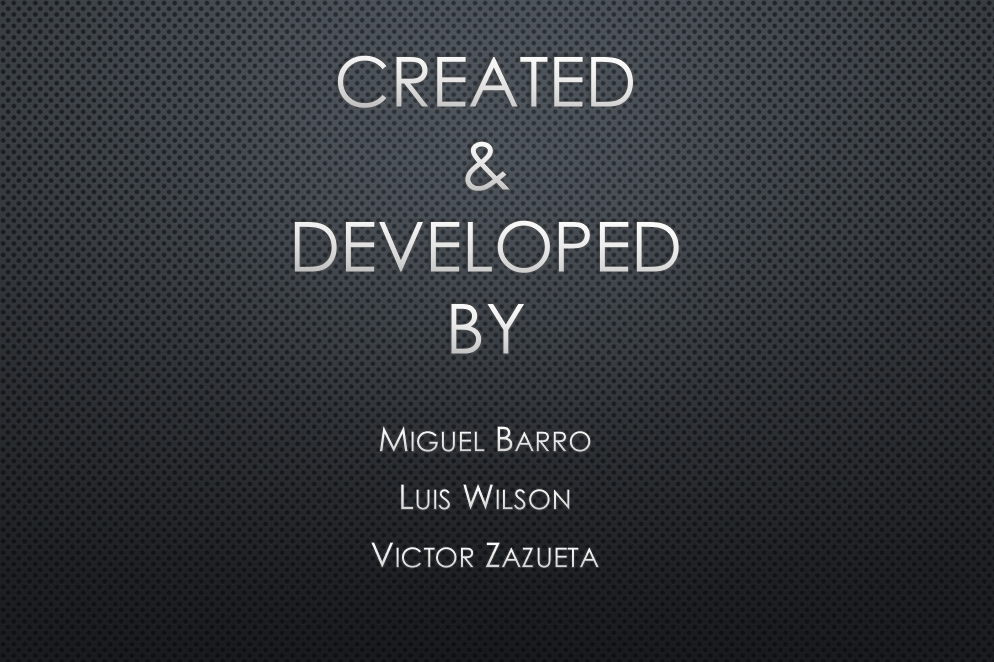 CREATED
&
DEVELOPED
BY
MIGUEL BARRO
LUIS WILSON
VICTOR ZAZUETA